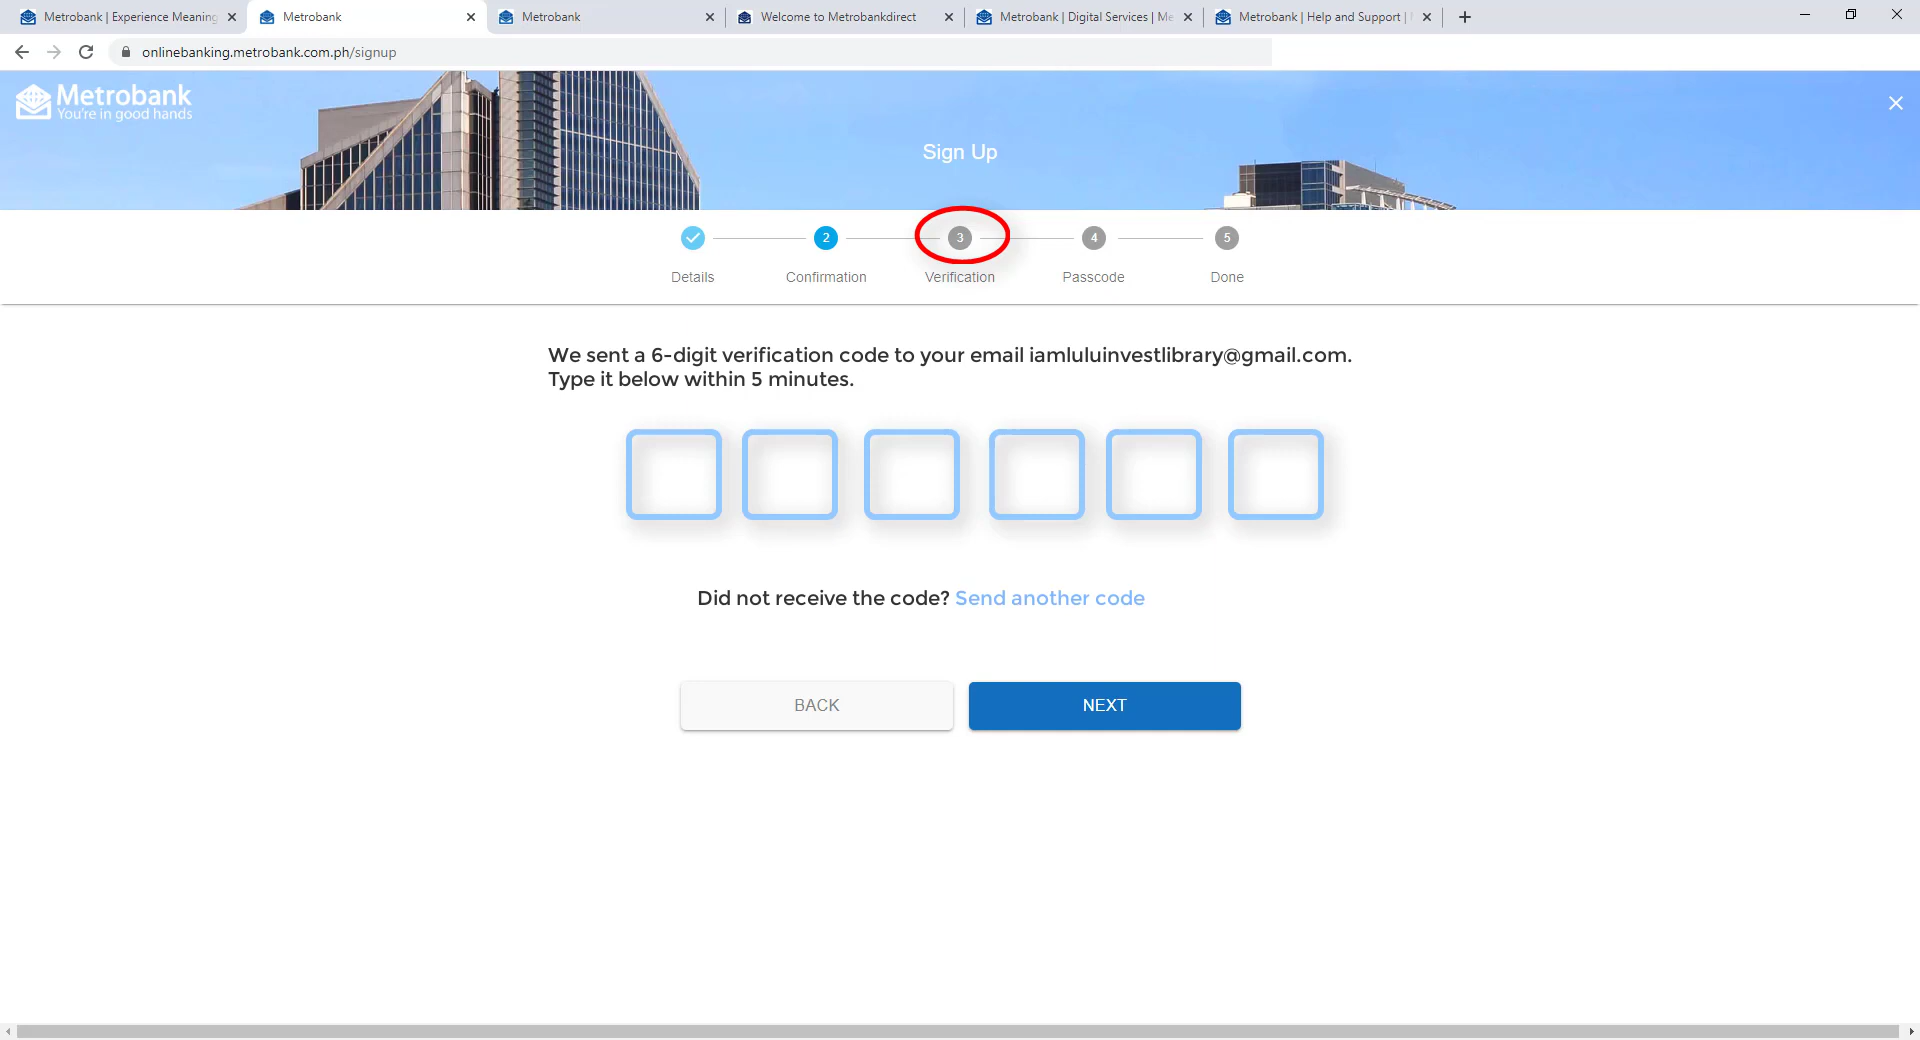 Metrobank | Experience Meaning
Metrobank
Metrobank
Welcome to Metrobankdirect
Metrobank | Digital Services | Me
Metrobank | Help and Support |
onlinebanking.metrobank.com.ph/signup
Metrobank
You're in good hands
Sign Up
2
3
4
5
Details
Confirmation
Verification
Passcode
Done
We sent a 6-digit verification code to your email iamluluinvestlibrary@gmail.com.
Type it below within 5 minutes.
Did not receive the code? Send another code
BACK
NEXT